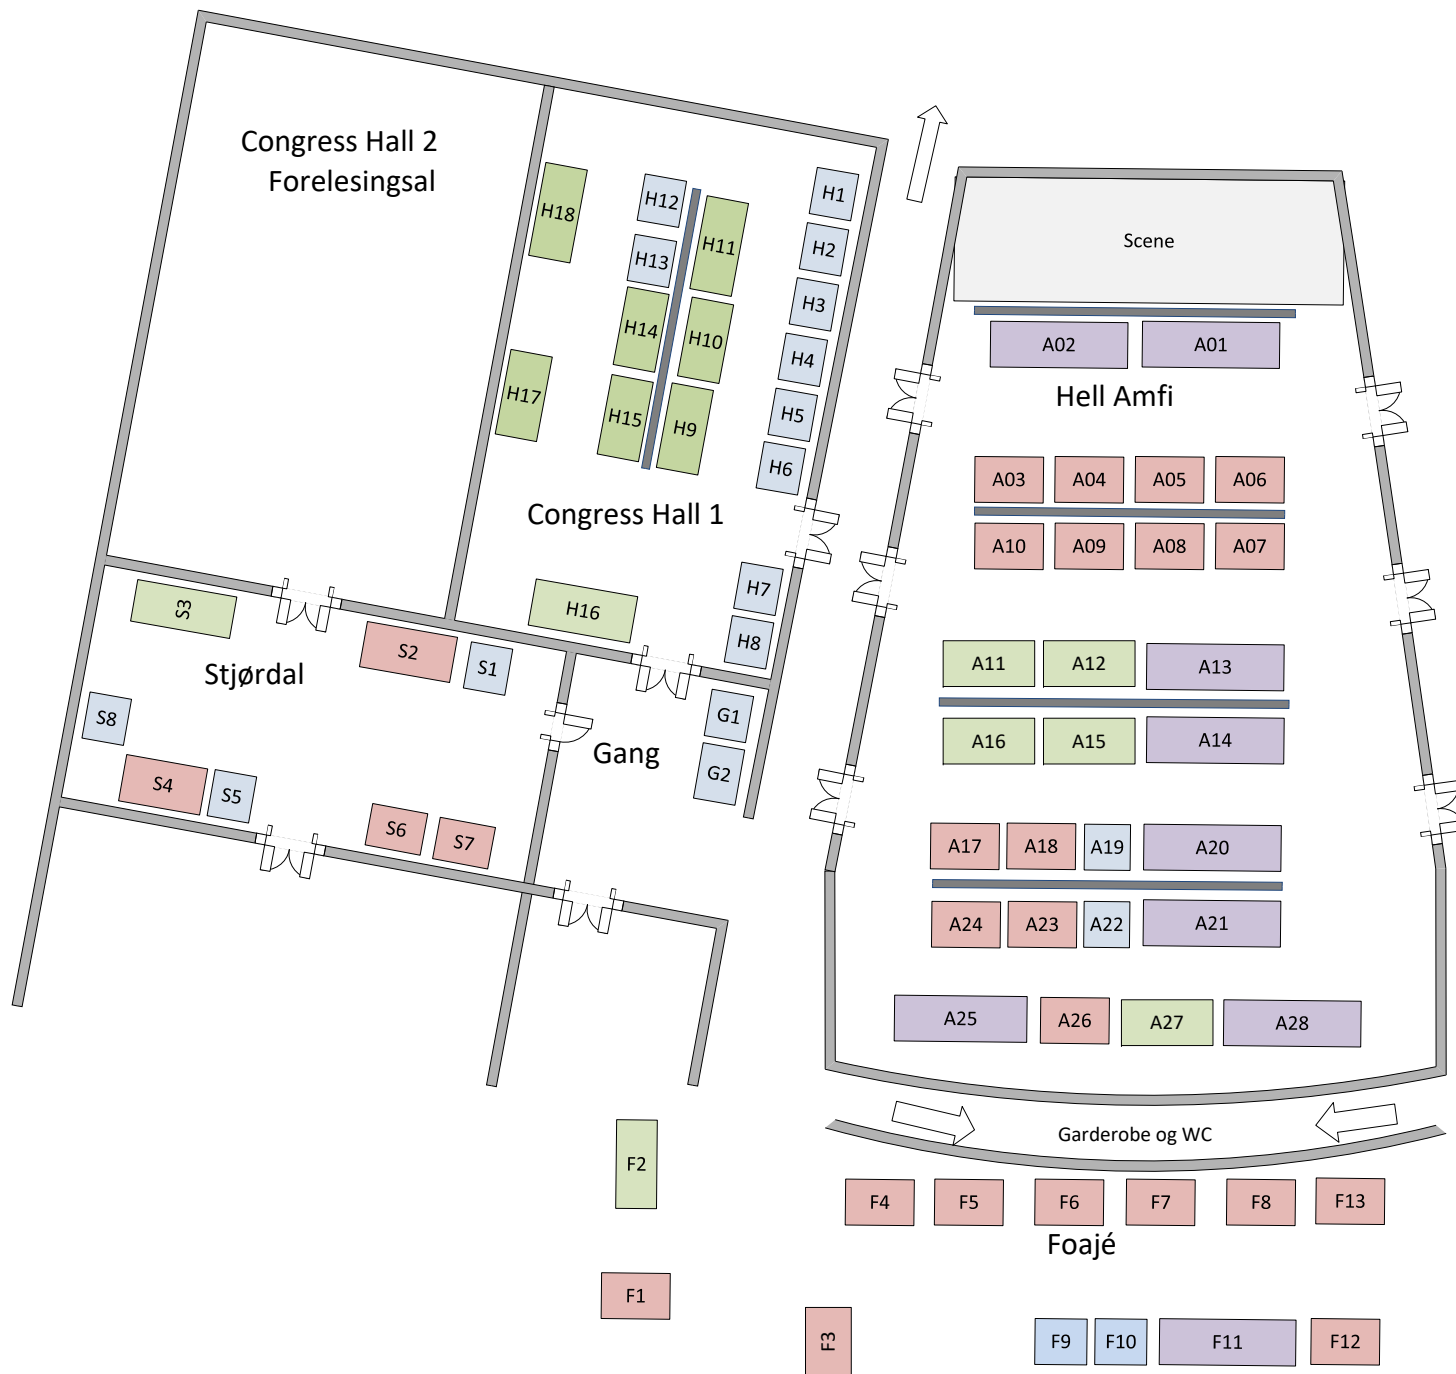 Congress Hall 2
Forelesingsal
H18
H12
H13
H11
H14
H10
H17
H15
H9
H1
H2
H3
H4
H5
H6
Congress Hall 1
H7
H16
H8
S3
S2
S1
Stjørdal
S8
S4
S5
S6
S7
G1
Gang
G2
Scene
A02
A01
Hell Amfi
A03
A04
A05
A06
A10
A09
A08
A07
A11
A12
A13
A16
A15
A14
A17
A18
A19
A20
A24
A23
A22
A21
A25
A26
A27
A28
Garderobe og WC
F2
F4
F5
F6
F7
F8
F13
Foajé
F1
F3
F9
F10
F11
F12